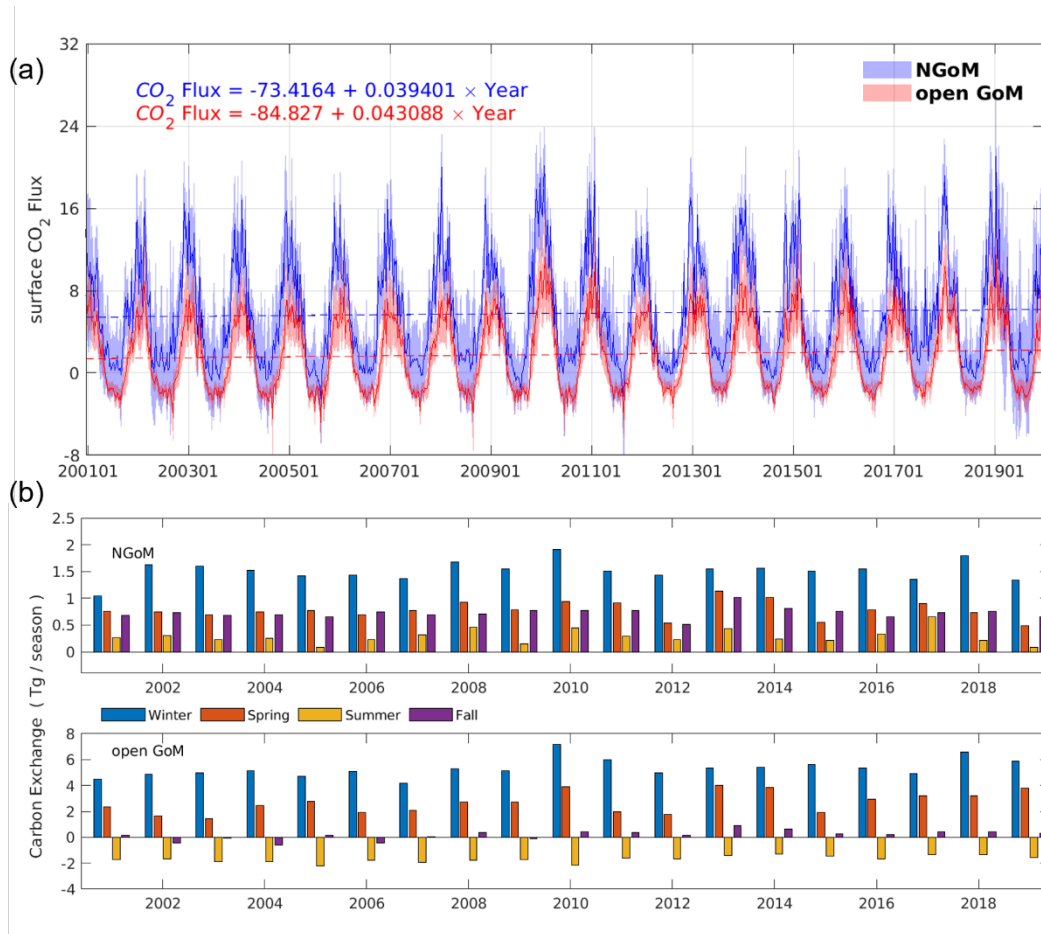 (a)
32
24
16
8
0
-8
surface CO2 Flux
CO2 Flux = -73.4164 + 0.039401 × Year
CO2 Flux = -84.827 + 0.043088 × Year
NGoM
open GoM
200101 200301 200501 200701 200901 201101 201301 201501 201701 201901
(b)
2.5
2
1.5
1
0.5
0
NGoM
2002 2004 2006 2008 2010 2012 2014 2016 2018
Carbon Exchange ( Tg / season )
Winter Spring Summer Fall
8
6
4
2
0
-2
-4
open GoM
2002 2004 2006 2008 2010 2012 2014 2016 2018